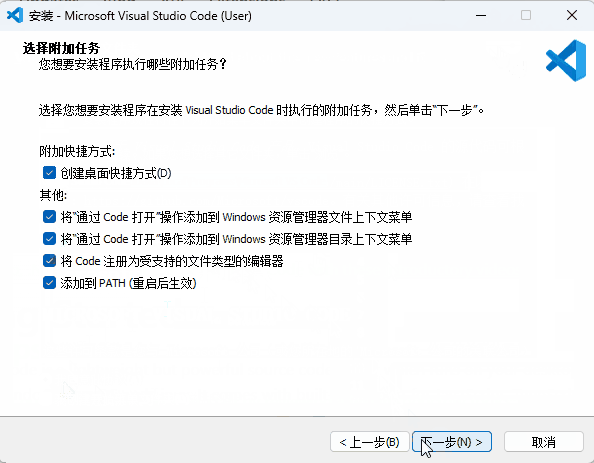 安装 - Microsoft Visual Studio Code (User)
选择附加任务
您想要安装程序执行哪些附加任务？
选择您想要安装程序在安装 Visual Studio Code 时执行的附加任务，然后单击“下一步”。
附加快捷方式:
创建桌面快捷方式(D)
其他:
将“通过 Code 打开”操作添加到 Windows 资源管理器文件上下文菜单
将“通过 Code 打开”操作添加到 Windows 资源管理器目录上下文菜单
将 Code 注册为受支持的文件类型的编辑器
添加到 PATH (重启后生效)
< 上一步(B) 下一步(N) > 取消